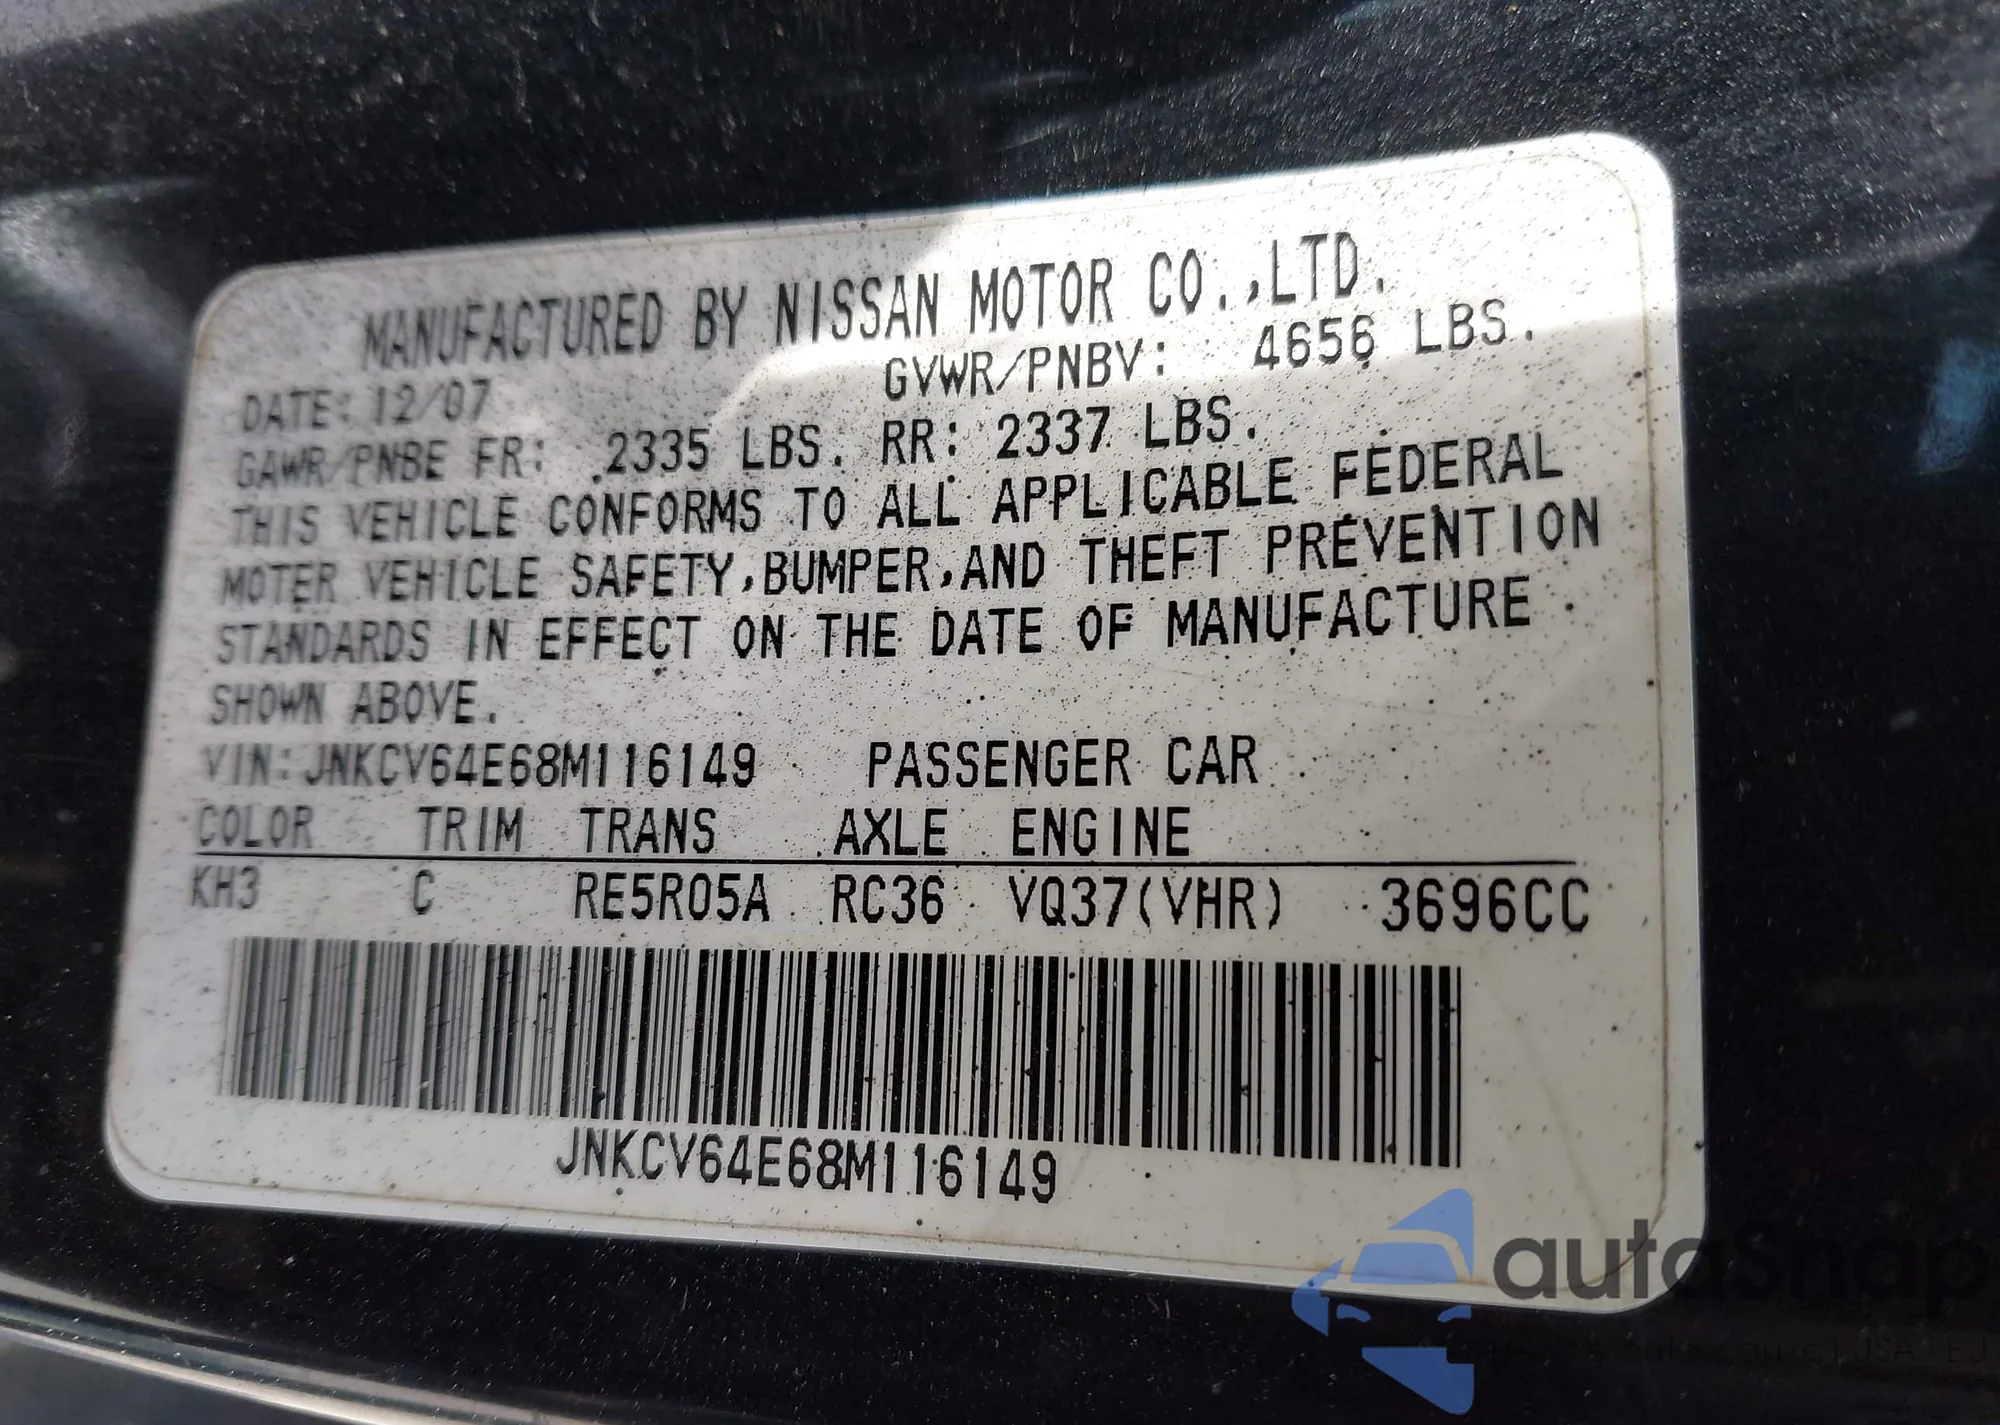 MANUFACTURED BY NISSAN MOTOR CO.,LTD.
DATE: 12/07 GVWR/PNBV: 4656 LBS.
GAWR/PNBE FR: 2335 LBS. RR: 2337 LBS.
THIS VEHICLE CONFORMS TO ALL APPLICABLE FEDERAL
MOTER VEHICLE SAFETY,BUMPER,AND THEFT PREVENTION
STANDARDS IN EFFECT ON THE DATE OF MANUFACTURE
SHOWN ABOVE.
VIN:JNKCV64E68M116149 PASSENGER CAR
COLOR TRIM TRANS AXLE ENGINE
KH3 C RE5R05A RC36 VQ37(VHR) 3696CC
JNKCV64E68M116149
autoSnap